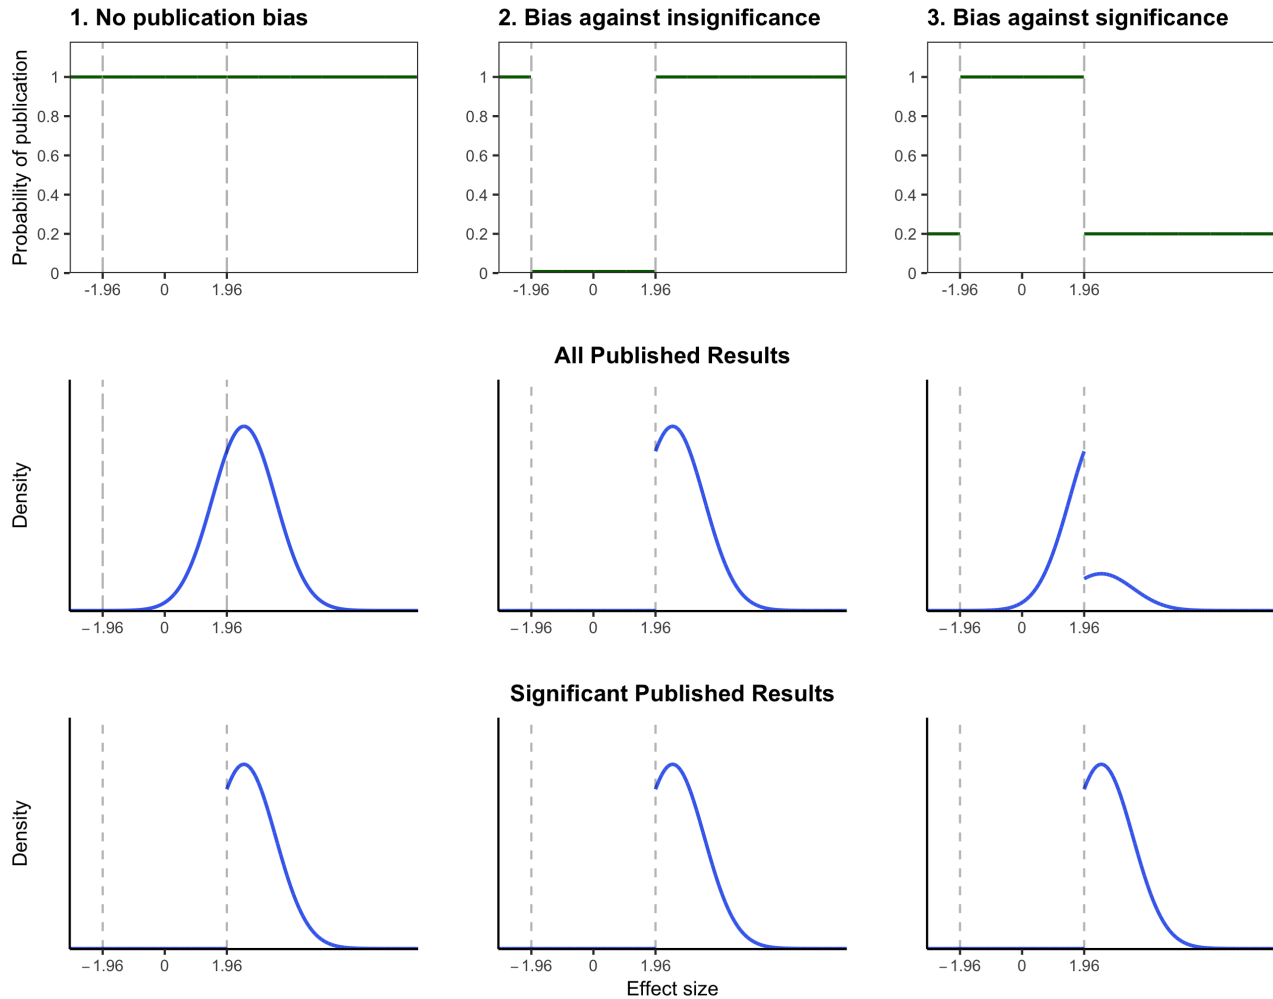 1. No publication bias
2. Bias against insignificance
3. Bias against significance
Probability of publication
1
0.8
0.6
0.4
0.2
0
-1.96 0 1.96
1
0.8
0.6
0.4
0.2
0
-1.96 0 1.96
1
0.8
0.6
0.4
0.2
0
-1.96 0 1.96
All Published Results
Density
−1.96 0 1.96
−1.96 0 1.96
−1.96 0 1.96
Significant Published Results
Density
−1.96 0 1.96
−1.96 0 1.96
−1.96 0 1.96
Effect size